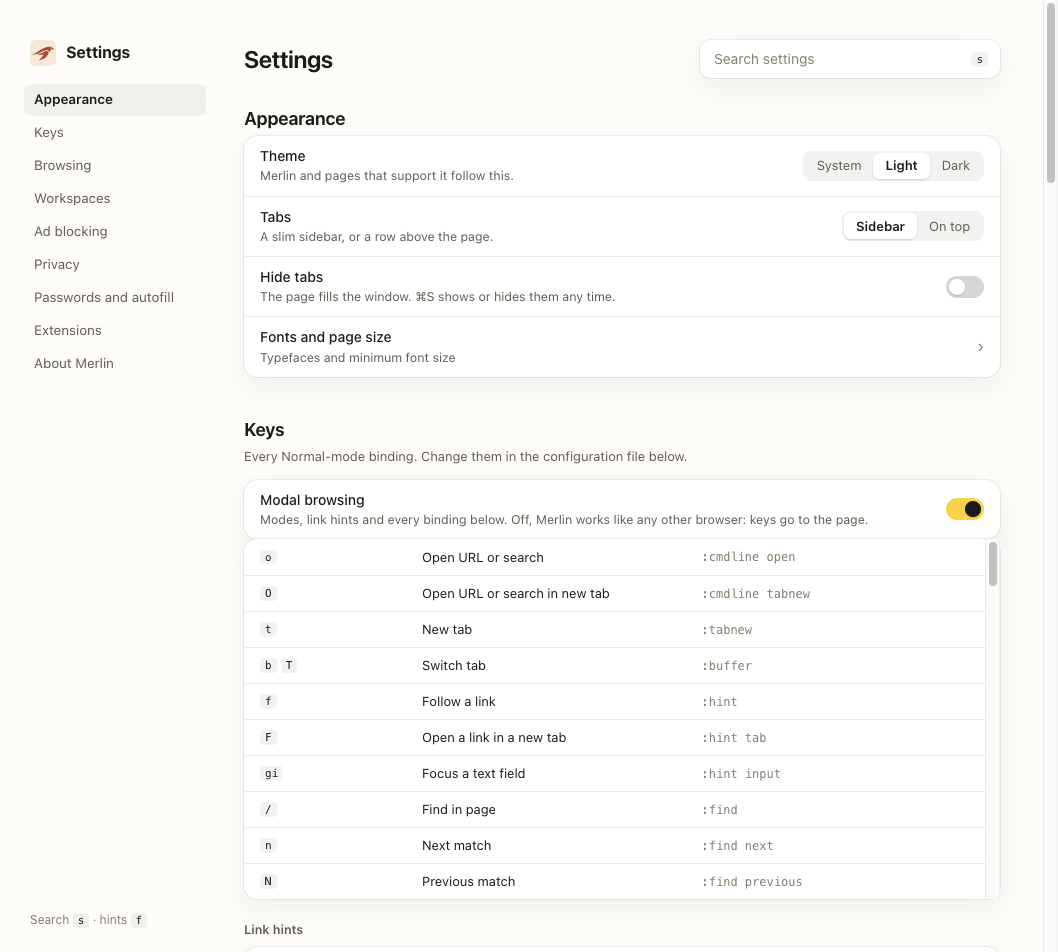 Settings
Appearance
Keys
Browsing
Workspaces
Ad blocking
Privacy
Passwords and autofill
Extensions
About Merlin
Search s · hints f
Settings
Search settings s
Appearance
Theme
Merlin and pages that support it follow this.
System Light Dark
Tabs
A slim sidebar, or a row above the page.
Sidebar On top
Hide tabs
The page fills the window. ⌘S shows or hides them any time.
Fonts and page size
Typefaces and minimum font size
›
Keys
Every Normal-mode binding. Change them in the configuration file below.
Modal browsing
Modes, link hints and every binding below. Off, Merlin works like any other browser: keys go to the page.
o Open URL or search :cmdline open
O Open URL or search in new tab :cmdline tabnew
t New tab :tabnew
b T Switch tab :buffer
f Follow a link :hint
F Open a link in a new tab :hint tab
gi Focus a text field :hint input
/ Find in page :find
n Next match :find next
N Previous match :find previous
Link hints